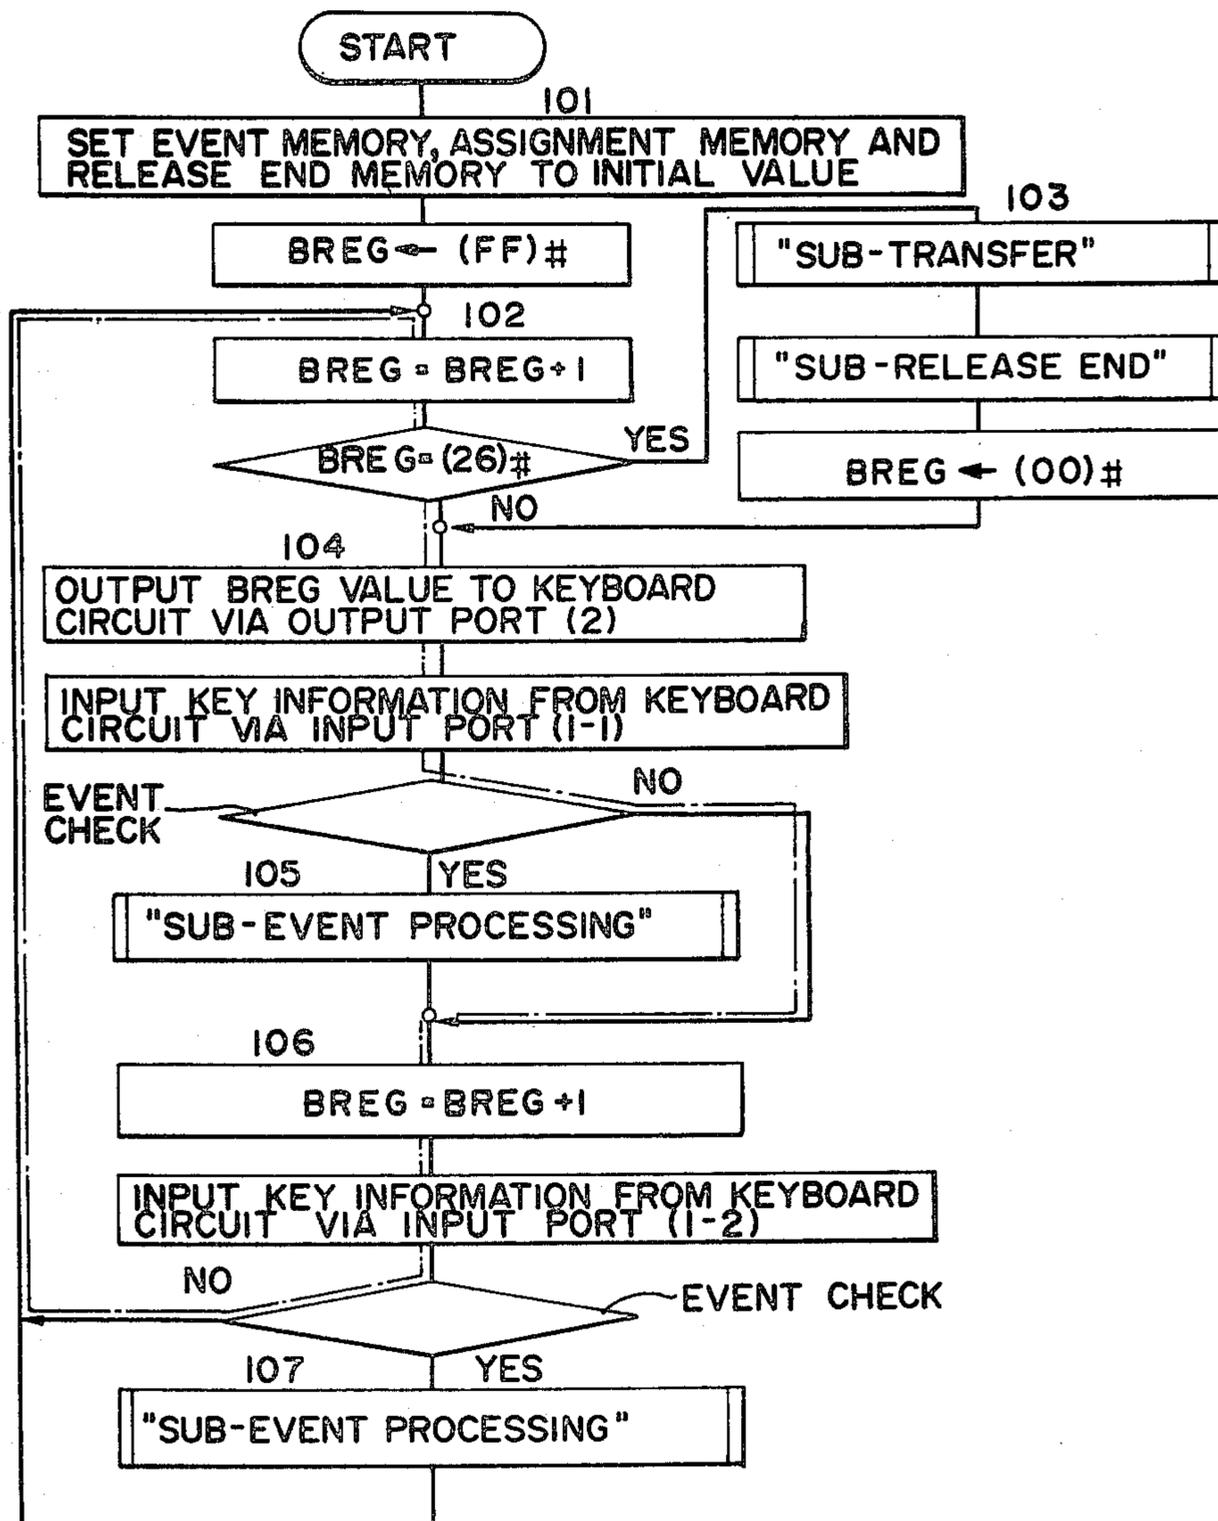 START
101
SET EVENT MEMORY, ASSIGNMENT MEMORY AND
RELEASE END MEMORY TO INITIAL VALUE
BREG ← (FF)#
102
BREG = BREG+1
BREG = (26)#
YES
NO
103
"SUB-TRANSFER"
"SUB-RELEASE END"
BREG ← (00)#
104
OUTPUT BREG VALUE TO KEYBOARD
CIRCUIT VIA OUTPUT PORT (2)
INPUT KEY INFORMATION FROM KEYBOARD
CIRCUIT VIA INPUT PORT (1-1)
EVENT
CHECK
NO
YES
105
"SUB-EVENT PROCESSING"
106
BREG = BREG +1
INPUT KEY INFORMATION FROM KEYBOARD
CIRCUIT VIA INPUT PORT (1-2)
NO
EVENT CHECK
YES
107
"SUB-EVENT PROCESSING"